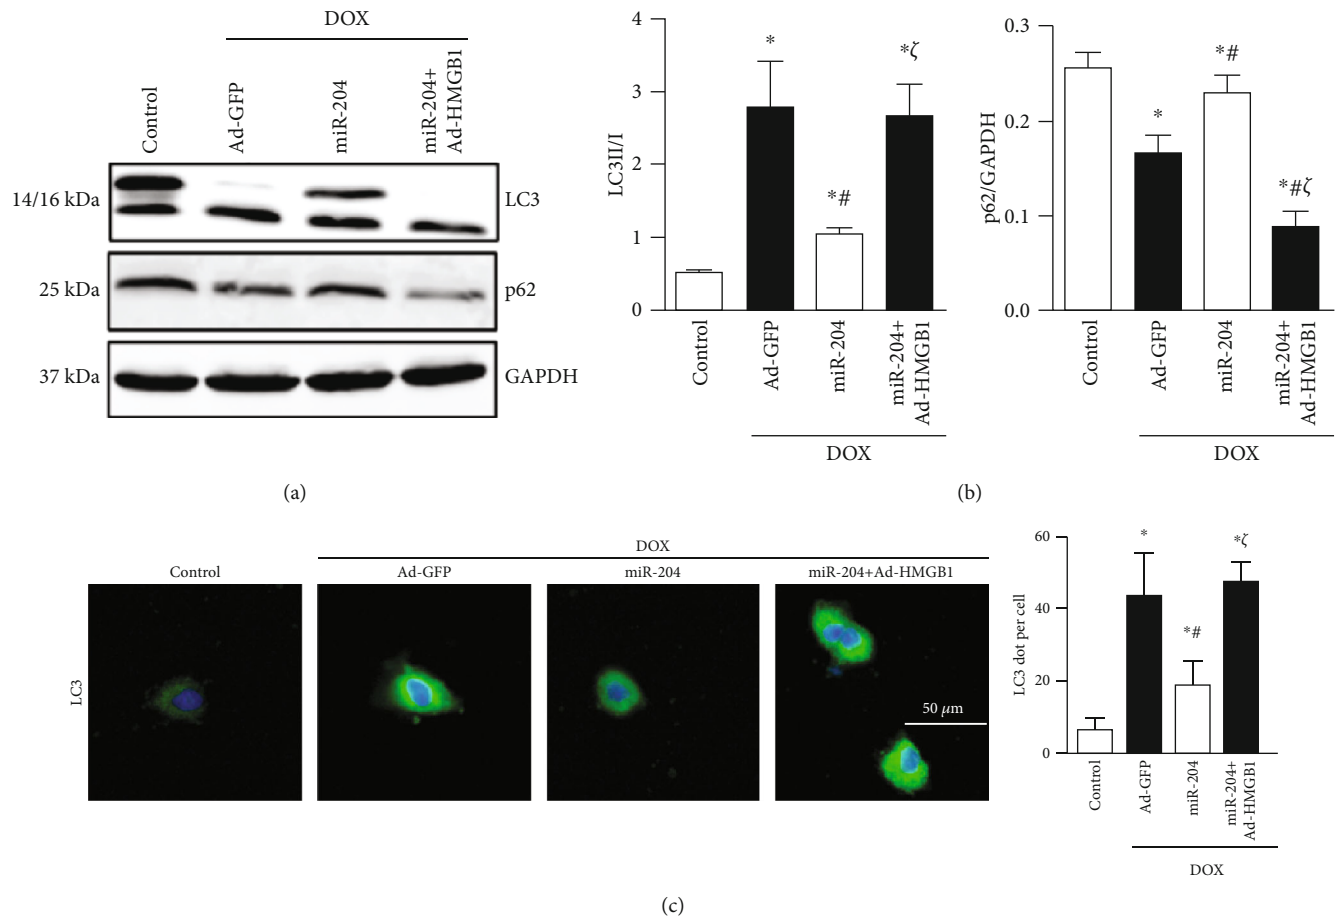 DOX
Control
Ad-GFP
miR-204
miR-204+
Ad-HMGB1
14/16 kDa
LC3
25 kDa
p62
37 kDa
GAPDH
(a)
4
3
2
1
0
LC3II/I
*
*#
*ζ
Control
Ad-GFP
miR-204
miR-204+
Ad-HMGB1
DOX
0.3
0.2
0.1
0.0
p62/GAPDH
*
*#
*#ζ
Control
Ad-GFP
miR-204
miR-204+
Ad-HMGB1
DOX
(b)
DOX
Control
Ad-GFP
miR-204
miR-204+Ad-HMGB1
LC3
50 μm
60
40
20
0
LC3 dot per cell
*
*#
*ζ
Control
Ad-GFP
miR-204
miR-204+
Ad-HMGB1
DOX
(c)